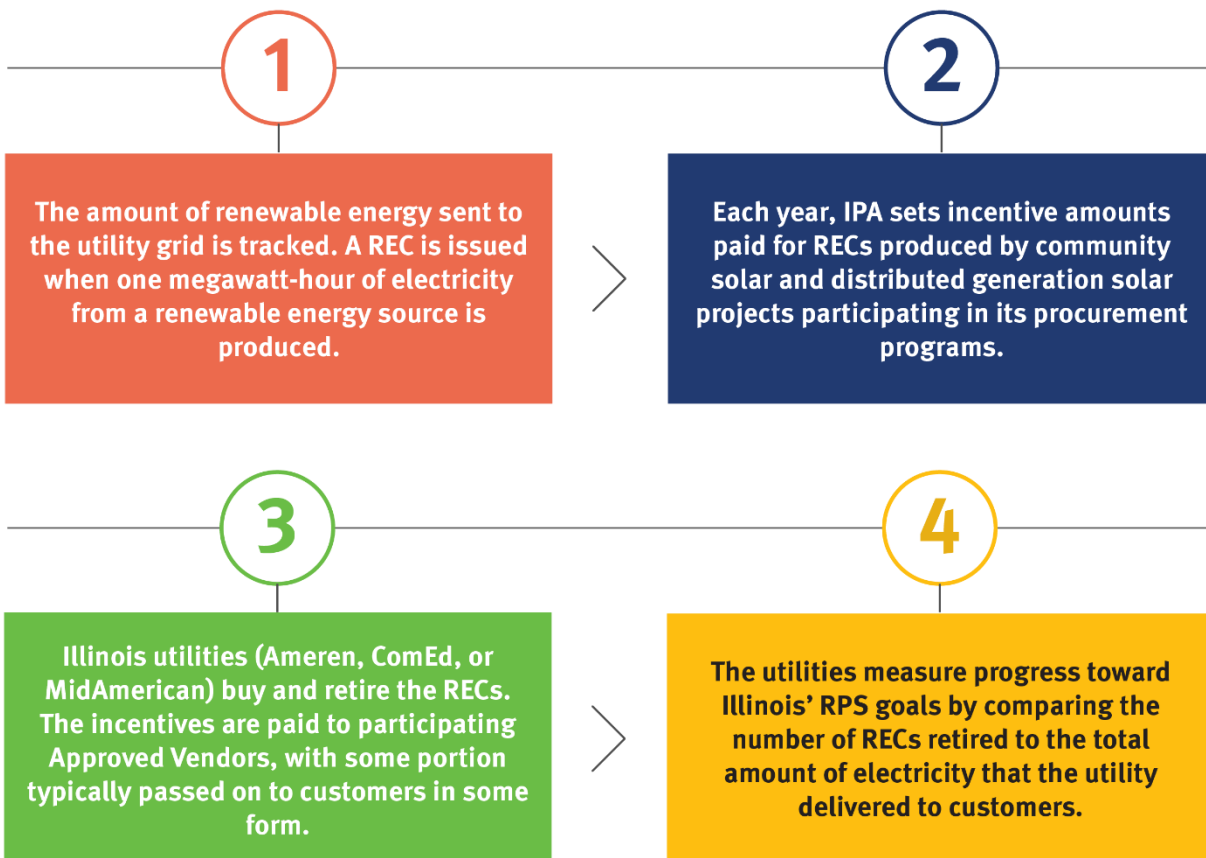 1
The amount of renewable energy sent to
the utility grid is tracked. A REC is issued
when one megawatt-hour of electricity
from a renewable energy source is
produced.
2
Each year, IPA sets incentive amounts
paid for RECs produced by community
solar and distributed generation solar
projects participating in its procurement
programs.
3
Illinois utilities (Ameren, ComEd, or
MidAmerican) buy and retire the RECs.
The incentives are paid to participating
Approved Vendors, with some portion
typically passed on to customers in some
form.
4
The utilities measure progress toward
Illinois’ RPS goals by comparing the
number of RECs retired to the total
amount of electricity that the utility
delivered to customers.